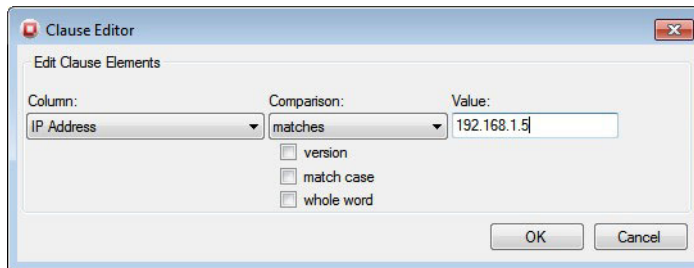 Clause Editor
Edit Clause Elements
Column: Comparison: Value:
IP Address matches 192.168.1.5
version
match case
whole word
OK Cancel